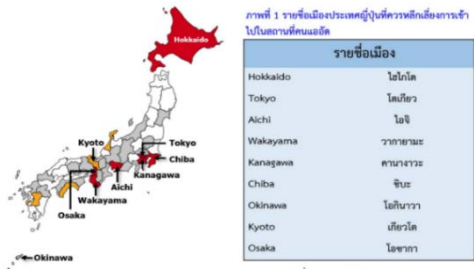 ภาพที่ 1 รายชื่อเมืองประเทศญี่ปุ่นที่ควรหลีกเลี่ยงการเข้า
ไปในสถานที่คนแออัด
รายชื่อเมือง
Hokkaido ไฮไกโด
Tokyo โตเกียว
Aichi ไอจิ
Wakayama วากายามะ
Kanagawa คานางาวะ
Chiba ชิบะ
Okinawa โอกินาวา
Kyoto เกียวโต
Osaka โอซากา
Hokkaido
Kyoto
Tokyo
Chiba
Kanagawa
Aichi
Wakayama
Osaka
Okinawa